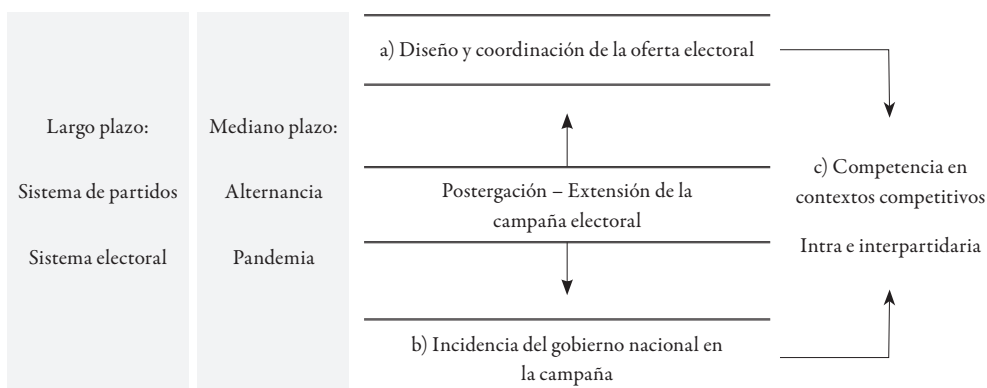 Largo plazo:
Sistema de partidos
Sistema electoral
Mediano plazo:
Alternancia
Pandemia
a) Diseño y coordinación de la oferta electoral
Postergación – Extensión de la
campaña electoral
b) Incidencia del gobierno nacional en
la campaña
c) Competencia en
contextos competitivos
Intra e interpartidaria